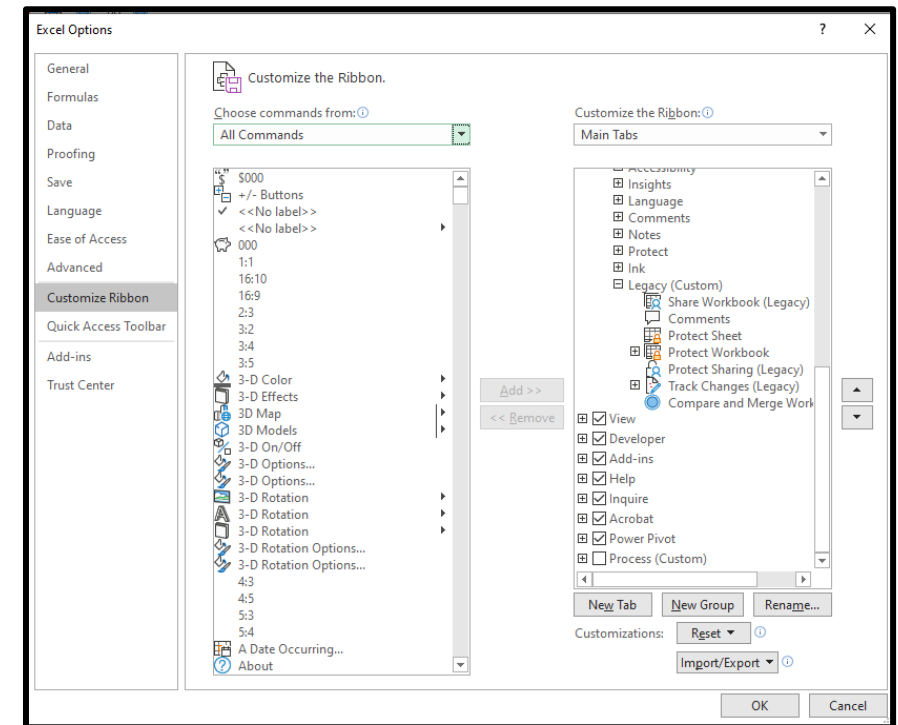 Excel Options
?
General
Formulas
Data
Proofing
Save
Language
Ease of Access
Advanced
Customize Ribbon
Quick Access Toolbar
Add-ins
Trust Center
Customize the Ribbon.
Choose commands from:
All Commands
$000
+/- Buttons
<<No label>>
<<No label>>
000
1:1
16:10
16:9
2:3
3:2
3:4
3:5
3-D Color
3-D Effects
3D Map
3D Models
3-D On/Off
3-D Options...
3-D Options...
3-D Rotation
3-D Rotation
3-D Rotation
3-D Rotation Options...
3-D Rotation Options...
4:3
4:5
5:3
5:4
A Date Occurring...
About
Add >>
<< Remove
Customize the Ribbon:
Main Tabs
Accessibility
Insights
Language
Comments
Notes
Protect
Ink
Legacy (Custom)
Share Workbook (Legacy)
Comments
Protect Sheet
Protect Workbook
Protect Sharing (Legacy)
Track Changes (Legacy)
Compare and Merge Work
View
Developer
Add-ins
Help
Inquire
Acrobat
Power Pivot
Process (Custom)
New Tab
New Group
Rename...
Customizations:
Reset
Import/Export
OK
Cancel